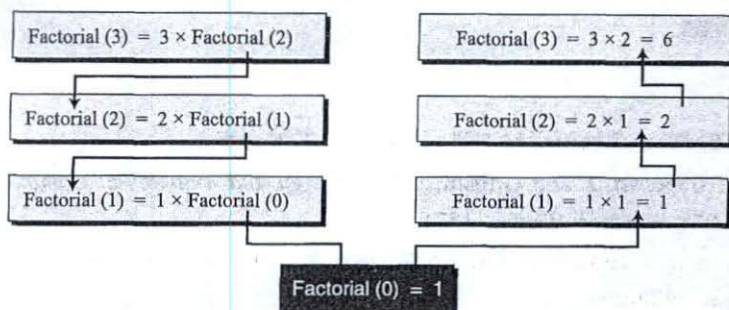 Factorial (3) = 3 × Factorial (2)
Factorial (2) = 2 × Factorial (1)
Factorial (1) = 1 × Factorial (0)
Factorial (0) = 1
Factorial (3) = 3 × 2 = 6
Factorial (2) = 2 × 1 = 2
Factorial (1) = 1 × 1 = 1